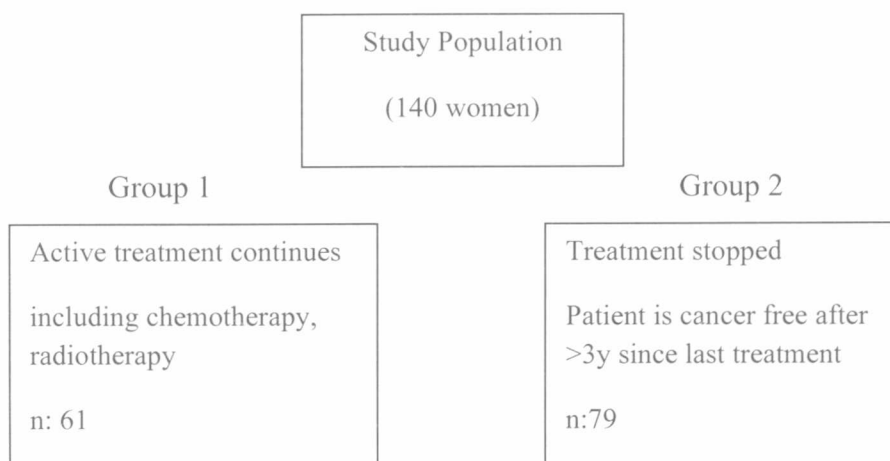 Study Population
(140 women)
Group 1
Group 2
Active treatment continues
including chemotherapy,
radiotherapy
n: 61
Treatment stopped
Patient is cancer free after
>3y since last treatment
n:79